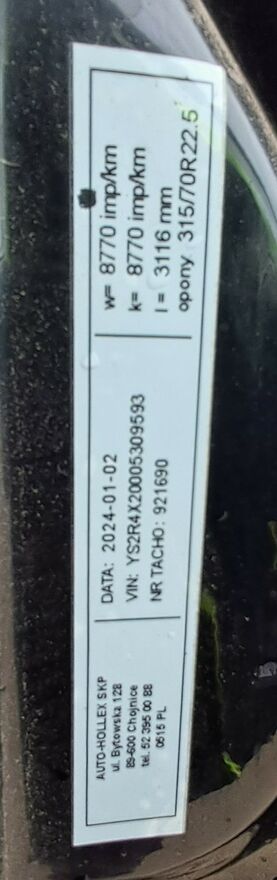 AUTO-HOLLEX SKP
ul. Bytowska 128
89-600 Chojnice
tel. 52 395 00 88
0515 PL
DATA: 2024-01-02
VIN: YS2R4X20005309593
NR TACHO: 921690
w= 8770 imp/km
k= 8770 imp/km
l = 3116 mm
opony 315/70R22.5